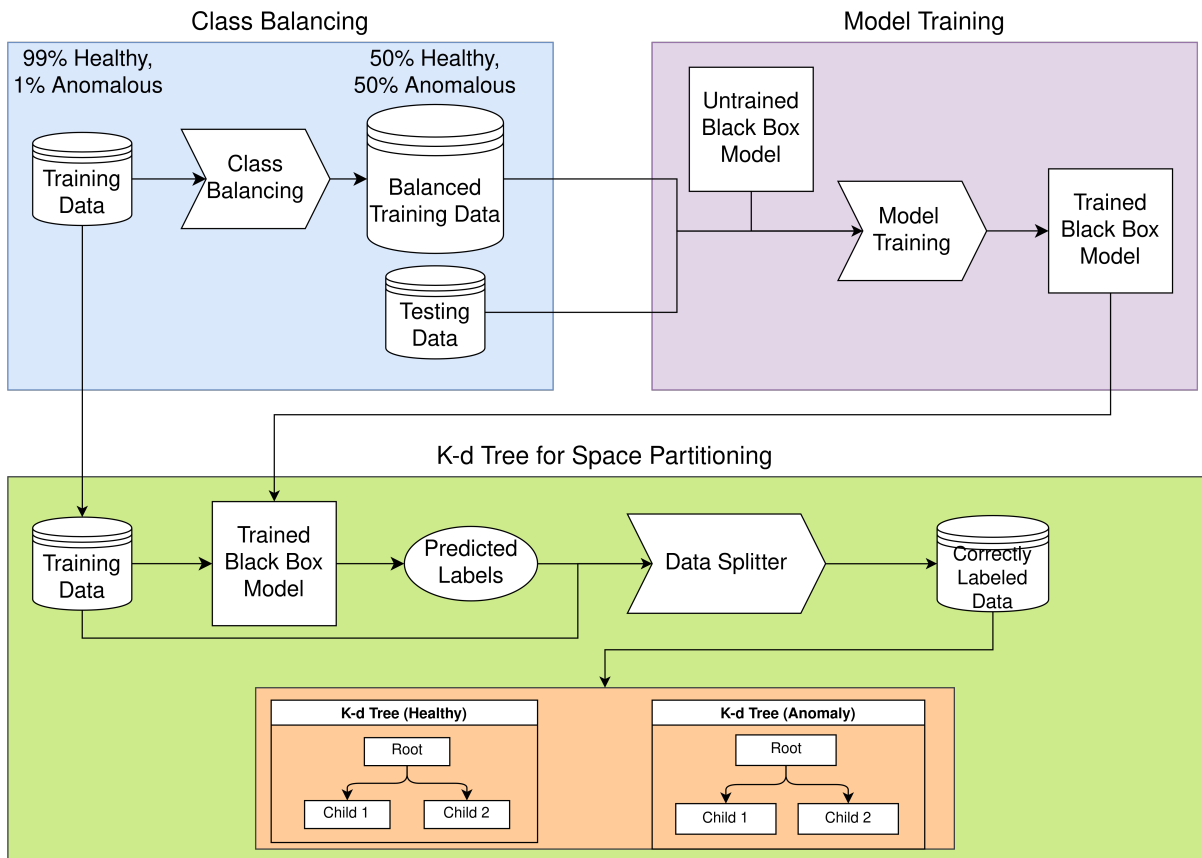 Class Balancing
Model Training
99% Healthy,
1% Anomalous
50% Healthy,
50% Anomalous
Training
Data
Class
Balancing
Balanced
Training Data
Testing
Data
Untrained
Black Box
Model
Model
Training
Trained
Black Box
Model
K-d Tree for Space Partitioning
Training
Data
Trained
Black Box
Model
Predicted
Labels
Data Splitter
Correctly
Labeled
Data
K-d Tree (Healthy)
Root
Child 1
Child 2
K-d Tree (Anomaly)
Root
Child 1
Child 2